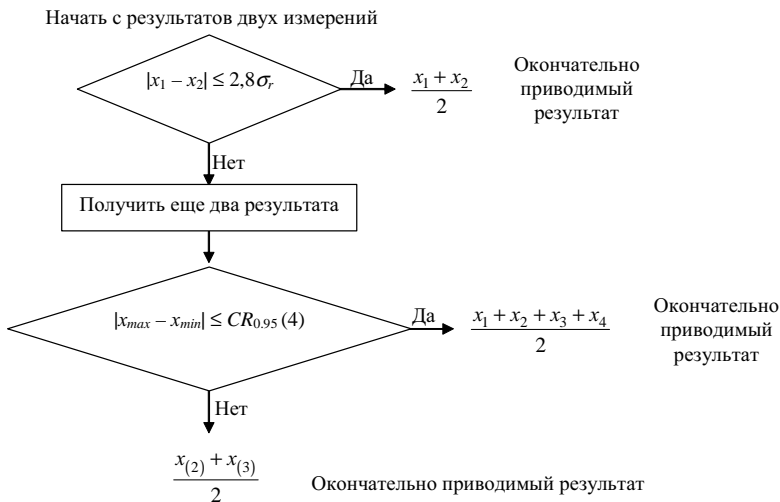 Начать с результатов двух измерений
|x₁ − x₂| ≤ 2,8σᵣ
Да
x₁ + x₂
2
Окончательно
приводимый
результат
Нет
Получить еще два результата
|xmax − xmin| ≤ CR0.95 (4)
Да
x₁ + x₂ + x₃ + x₄
2
Окончательно
приводимый
результат
Нет
x(2) + x(3)
2
Окончательно приводимый результат